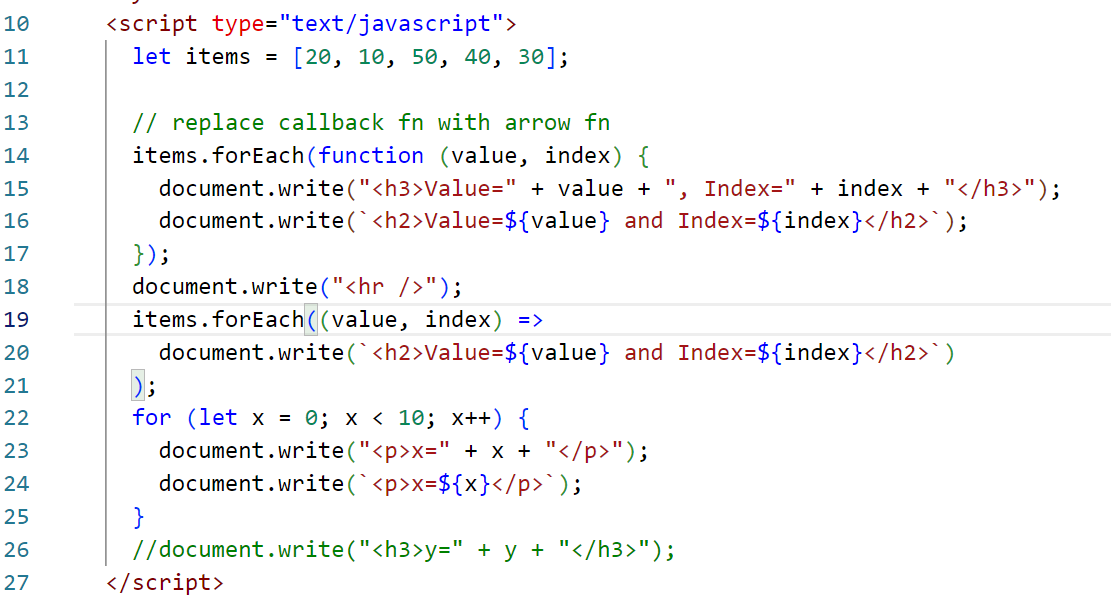 10 <script type="text/javascript">
11 let items = [20, 10, 50, 40, 30];
12
13 // replace callback fn with arrow fn
14 items.forEach(function (value, index) {
15 document.write("<h3>Value=" + value + ", Index=" + index + "</h3>");
16 document.write(`<h2>Value=${value} and Index=${index}</h2>`);
17 });
18 document.write("<hr />");
19 items.forEach((value, index) =>
20 document.write(`<h2>Value=${value} and Index=${index}</h2>`)
21 );
22 for (let x = 0; x < 10; x++) {
23 document.write("<p>x=" + x + "</p>");
24 document.write(`<p>x=${x}</p>`);
25 }
26 //document.write("<h3>y=" + y + "</h3>");
27 </script>